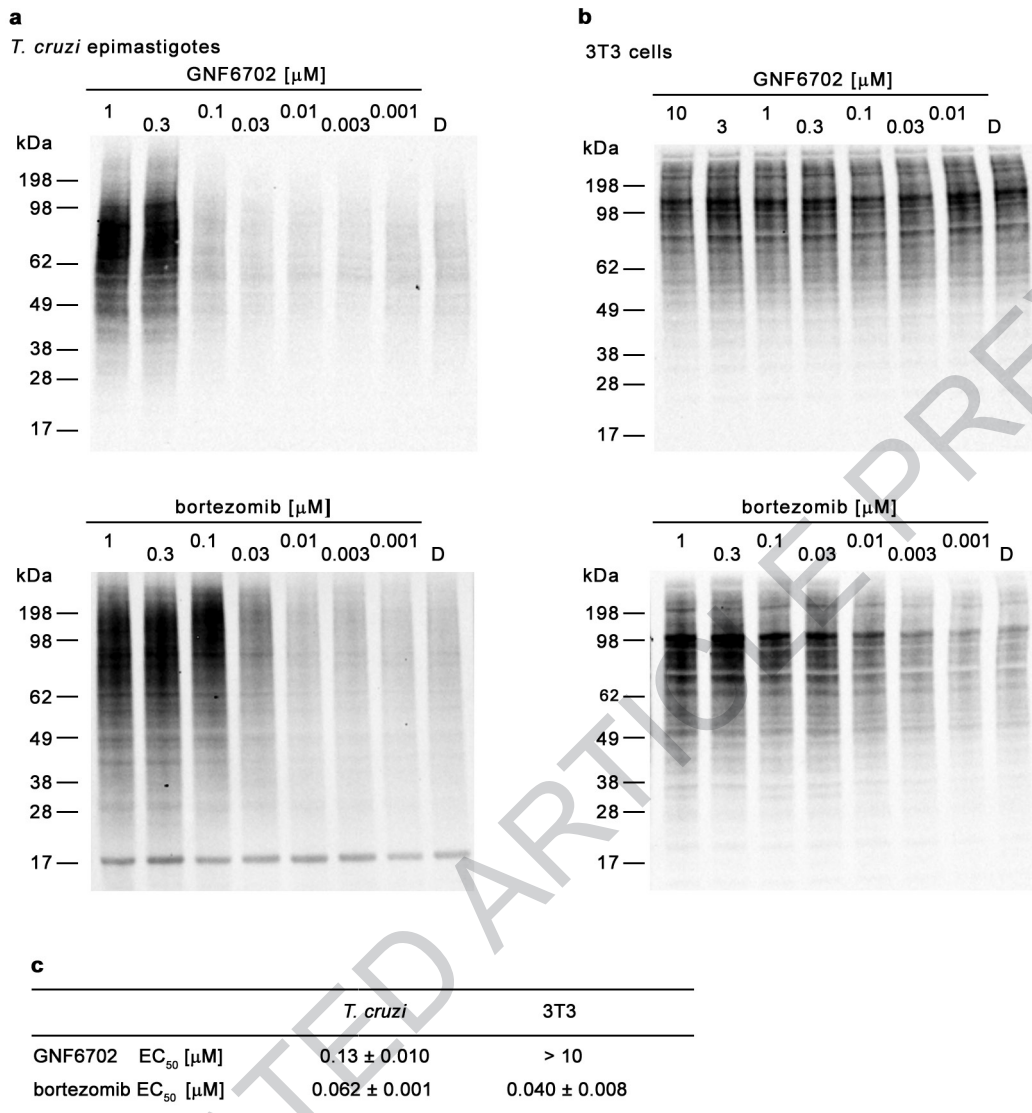 a
T. cruzi epimastigotes
GNF6702 [μM]
1 0.3 0.1 0.03 0.01 0.003 0.001 D
kDa
198
98
62
49
38
28
17
b
3T3 cells
GNF6702 [μM]
10 3 1 0.3 0.1 0.03 0.01 D
kDa
198
98
62
49
38
28
17
bortezomib [μM]
1 0.3 0.1 0.03 0.01 0.003 0.001 D
kDa
198
98
62
49
38
28
17
bortezomib [μM]
1 0.3 0.1 0.03 0.01 0.003 0.001 D
kDa
198
98
62
49
38
28
17
c
T. cruzi 3T3
GNF6702 EC50 [μM] 0.13 ± 0.010 > 10
bortezomib EC50 [μM] 0.062 ± 0.001 0.040 ± 0.008
TED ARTICLE PRE